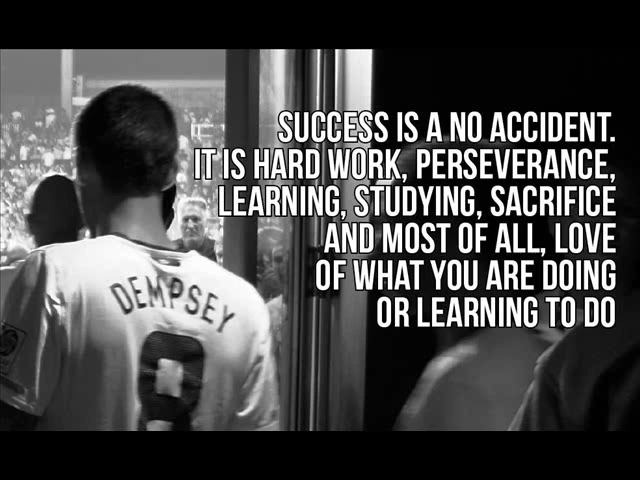 SUCCESS IS A NO ACCIDENT.
IT IS HARD WORK, PERSEVERANCE,
LEARNING, STUDYING, SACRIFICE
AND MOST OF ALL, LOVE
OF WHAT YOU ARE DOING
OR LEARNING TO DO
DEMPSEY